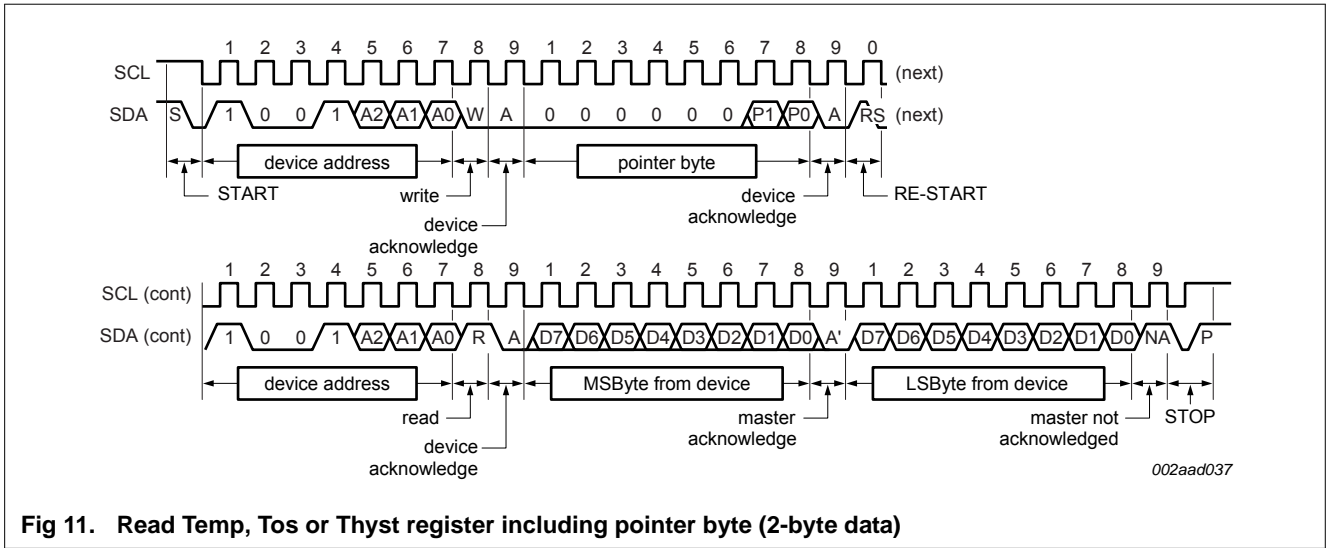 1 2 3 4 5 6 7 8 9 1 2 3 4 5 6 7 8 9 0
SCL (next)
SDA S 1 0 0 1 A2 A1 A0 W A 0 0 0 0 0 0 P1 P0 A RS (next)
device address pointer byte
START write device acknowledge device acknowledge RE-START
1 2 3 4 5 6 7 8 9 1 2 3 4 5 6 7 8 9 1 2 3 4 5 6 7 8 9
SCL (cont)
SDA (cont) 1 0 0 1 A2 A1 A0 R A D7 D6 D5 D4 D3 D2 D1 D0 A' D7 D6 D5 D4 D3 D2 D1 D0 NA P
device address MSByte from device LSByte from device
read device acknowledge master acknowledge master not acknowledged STOP
002aad037
Fig 11. Read Temp, Tos or Thyst register including pointer byte (2-byte data)